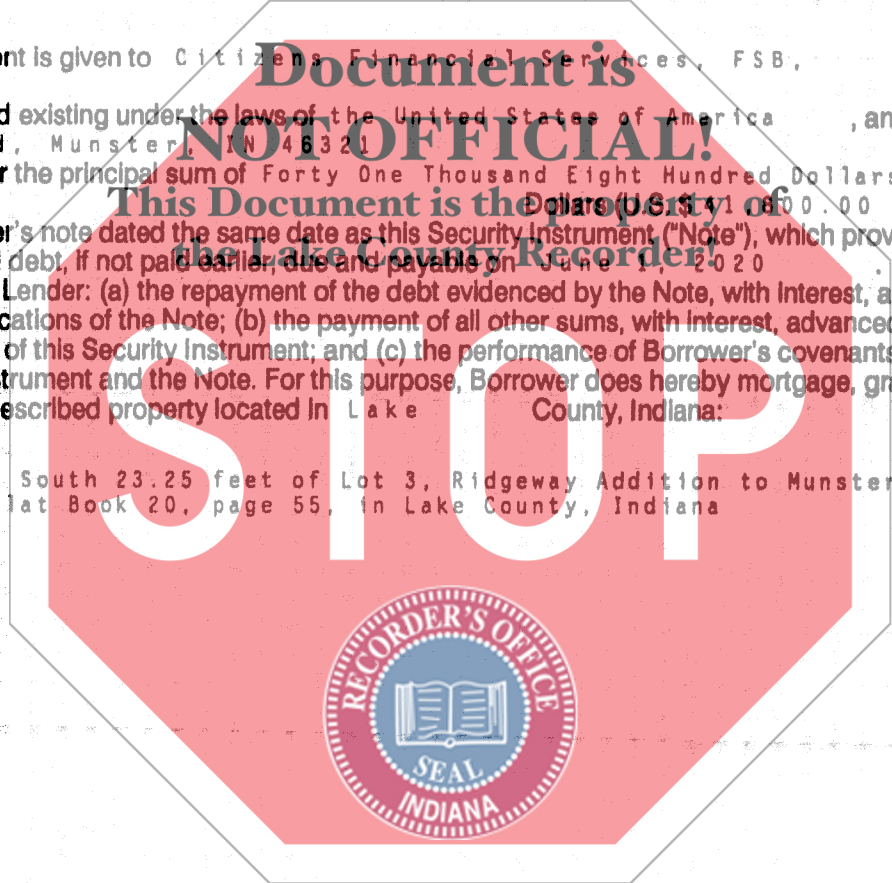 nt is given to Citizens Financial Services, FSB,
Document is
d existing under the laws of the United States of America , an
NOT OFFICIAL!
, Munster, IN 46321
r the principal sum of Forty One Thousand Eight Hundred Dollars
This Document is the property of
Dollars (U.S. $ 41,800.00
er's note dated the same date as this Security Instrument ("Note"), which prov
the Lake County Recorder!
debt, if not paid earlier, due and payable on June 1, 2020 .
Lender: (a) the repayment of the debt evidenced by the Note, with interest, a
cations of the Note; (b) the payment of all other sums, with interest, advance
of this Security Instrument; and (c) the performance of Borrower's covenants
trument and the Note. For this purpose, Borrower does hereby mortgage, gr
escribed property located in Lake County, Indiana:
STOP
South 23.25 feet of Lot 3, Ridgeway Addition to Munster
lat Book 20, page 55, in Lake County, Indiana
RECORDER'S OFFICE
SEAL
INDIANA